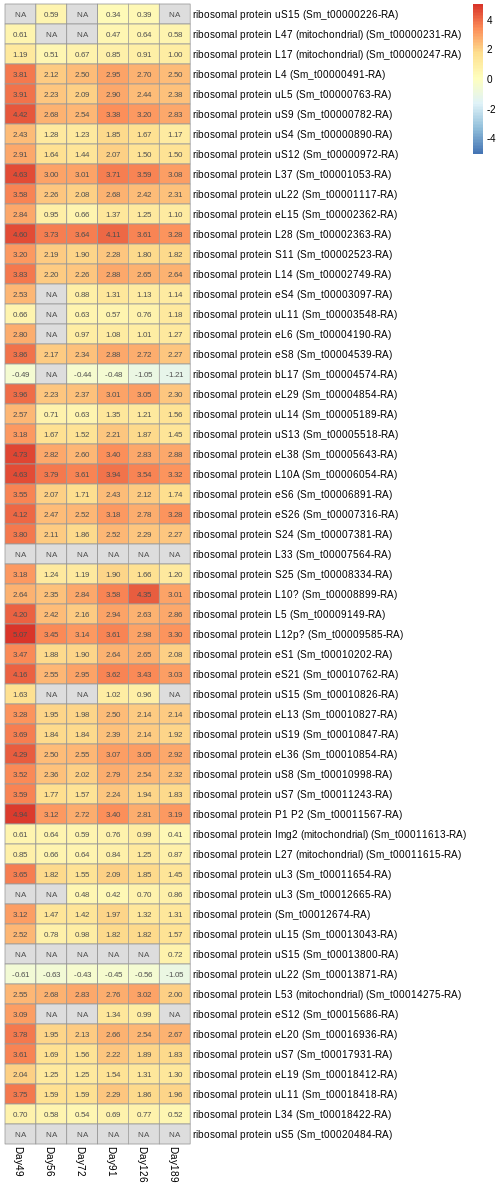 NA 0.59 NA 0.34 0.39 NA ribosomal protein uS15 (Sm_t00000226-RA)
4
0.61 NA NA 0.47 0.64 0.58 ribosomal protein L47 (mitochondrial) (Sm_t00000231-RA)
2
1.19 0.51 0.67 0.85 0.91 1.00 ribosomal protein L17 (mitochondrial) (Sm_t00000247-RA)
0
3.81 2.12 2.50 2.95 2.70 2.50 ribosomal protein L4 (Sm_t00000491-RA)
3.91 2.23 2.09 2.90 2.44 2.38 ribosomal protein uL5 (Sm_t00000763-RA)
-2
4.42 2.68 2.54 3.38 3.20 2.83 ribosomal protein uS9 (Sm_t00000782-RA)
2.43 1.28 1.23 1.85 1.67 1.17 ribosomal protein uS4 (Sm_t00000890-RA)
-4
2.91 1.64 1.44 2.07 1.50 1.50 ribosomal protein uS12 (Sm_t00000972-RA)
4.63 3.00 3.01 3.71 3.59 3.08 ribosomal protein L37 (Sm_t00001053-RA)
3.58 2.26 2.08 2.68 2.42 2.31 ribosomal protein uL22 (Sm_t00001117-RA)
2.84 0.95 0.66 1.37 1.25 1.10 ribosomal protein eL15 (Sm_t00002362-RA)
4.60 3.73 3.64 4.11 3.61 3.28 ribosomal protein L28 (Sm_t00002363-RA)
3.20 2.19 1.90 2.28 1.80 1.82 ribosomal protein S11 (Sm_t00002523-RA)
3.83 2.20 2.26 2.88 2.65 2.64 ribosomal protein L14 (Sm_t00002749-RA)
2.53 NA 0.88 1.31 1.13 1.14 ribosomal protein eS4 (Sm_t00003097-RA)
0.66 NA 0.63 0.57 0.76 1.18 ribosomal protein uL11 (Sm_t00003548-RA)
2.80 NA 0.97 1.08 1.01 1.27 ribosomal protein eL6 (Sm_t00004190-RA)
3.86 2.17 2.34 2.88 2.72 2.27 ribosomal protein eS8 (Sm_t00004539-RA)
-0.49 NA -0.44 -0.48 -1.05 -1.21 ribosomal protein bL17 (Sm_t00004574-RA)
3.96 2.23 2.37 3.01 3.05 2.30 ribosomal protein eL29 (Sm_t00004854-RA)
2.57 0.71 0.63 1.35 1.21 1.56 ribosomal protein uL14 (Sm_t00005189-RA)
3.18 1.67 1.52 2.21 1.87 1.45 ribosomal protein uS13 (Sm_t00005518-RA)
4.73 2.82 2.60 3.40 2.83 2.88 ribosomal protein eL38 (Sm_t00005643-RA)
4.63 3.79 3.61 3.94 3.54 3.32 ribosomal protein L10A (Sm_t00006054-RA)
3.55 2.07 1.71 2.43 2.12 1.74 ribosomal protein eS6 (Sm_t00006891-RA)
4.12 2.47 2.52 3.18 2.78 3.28 ribosomal protein eS26 (Sm_t00007316-RA)
3.80 2.11 1.86 2.52 2.29 2.27 ribosomal protein S24 (Sm_t00007381-RA)
NA NA NA NA NA NA ribosomal protein L33 (Sm_t00007564-RA)
3.18 1.24 1.19 1.90 1.66 1.20 ribosomal protein S25 (Sm_t00008334-RA)
2.64 2.35 2.84 3.58 4.35 3.01 ribosomal protein L10? (Sm_t00008899-RA)
4.20 2.42 2.16 2.94 2.63 2.86 ribosomal protein L5 (Sm_t00009149-RA)
3.45 3.14 3.61 2.98 3.30 ribosomal protein L12p? (Sm_t00009585-RA)
3.47 1.88 1.90 2.64 2.65 2.08 ribosomal protein eS1 (Sm_t00010202-RA)
4.16 2.55 2.95 3.62 3.43 3.03 ribosomal protein eS21 (Sm_t00010762-RA)
1.63 NA NA 1.02 0.96 NA ribosomal protein uS15 (Sm_t00010826-RA)
3.28 1.95 1.98 2.50 2.14 2.14 ribosomal protein eL13 (Sm_t00010827-RA)
3.69 1.84 1.84 2.39 2.14 1.92 ribosomal protein uS19 (Sm_t00010847-RA)
4.29 2.50 2.55 3.07 3.05 2.92 ribosomal protein eL36 (Sm_t00010854-RA)
3.52 2.36 2.02 2.79 2.54 2.32 ribosomal protein uS8 (Sm_t00010998-RA)
3.59 1.77 1.57 2.24 1.94 1.83 ribosomal protein uS7 (Sm_t00011243-RA)
4.94 3.12 2.72 3.40 2.81 3.19 ribosomal protein P1 P2 (Sm_t00011567-RA)
0.61 0.64 0.59 0.76 0.99 0.41 ribosomal protein Img2 (mitochondrial) (Sm_t00011613-RA)
0.85 0.66 0.64 0.84 1.25 0.87 ribosomal protein L27 (mitochondrial) (Sm_t00011615-RA)
3.65 1.82 1.55 2.09 1.85 1.45 ribosomal protein uL3 (Sm_t00011654-RA)
NA NA 0.48 0.42 0.70 0.86 ribosomal protein uL3 (Sm_t00012665-RA)
3.12 1.47 1.42 1.97 1.32 1.31 ribosomal protein (Sm_t00012674-RA)
2.52 0.78 0.98 1.82 1.82 1.57 ribosomal protein uL15 (Sm_t00013043-RA)
NA NA NA NA NA 0.72 ribosomal protein uS15 (Sm_t00013800-RA)
-0.61 -0.63 -0.43 -0.45 -0.56 -1.05 ribosomal protein uL22 (Sm_t00013871-RA)
2.55 2.68 2.83 2.76 3.02 2.00 ribosomal protein L53 (mitochondrial) (Sm_t00014275-RA)
3.09 NA NA 1.34 0.99 NA ribosomal protein eS12 (Sm_t00015686-RA)
3.78 1.95 2.13 2.66 2.54 2.67 ribosomal protein eL20 (Sm_t00016936-RA)
3.61 1.69 1.56 2.22 1.89 1.83 ribosomal protein uS7 (Sm_t00017931-RA)
2.04 1.25 1.25 1.54 1.31 1.30 ribosomal protein eL19 (Sm_t00018412-RA)
3.75 1.59 1.59 2.29 1.86 1.96 ribosomal protein uL11 (Sm_t00018418-RA)
0.70 0.58 0.54 0.69 0.77 0.52 ribosomal protein L34 (Sm_t00018422-RA)
NA NA NA NA NA NA ribosomal protein uS5 (Sm_t00020484-RA)
Day49 Day56 Day72 Day91 Day126 Day189